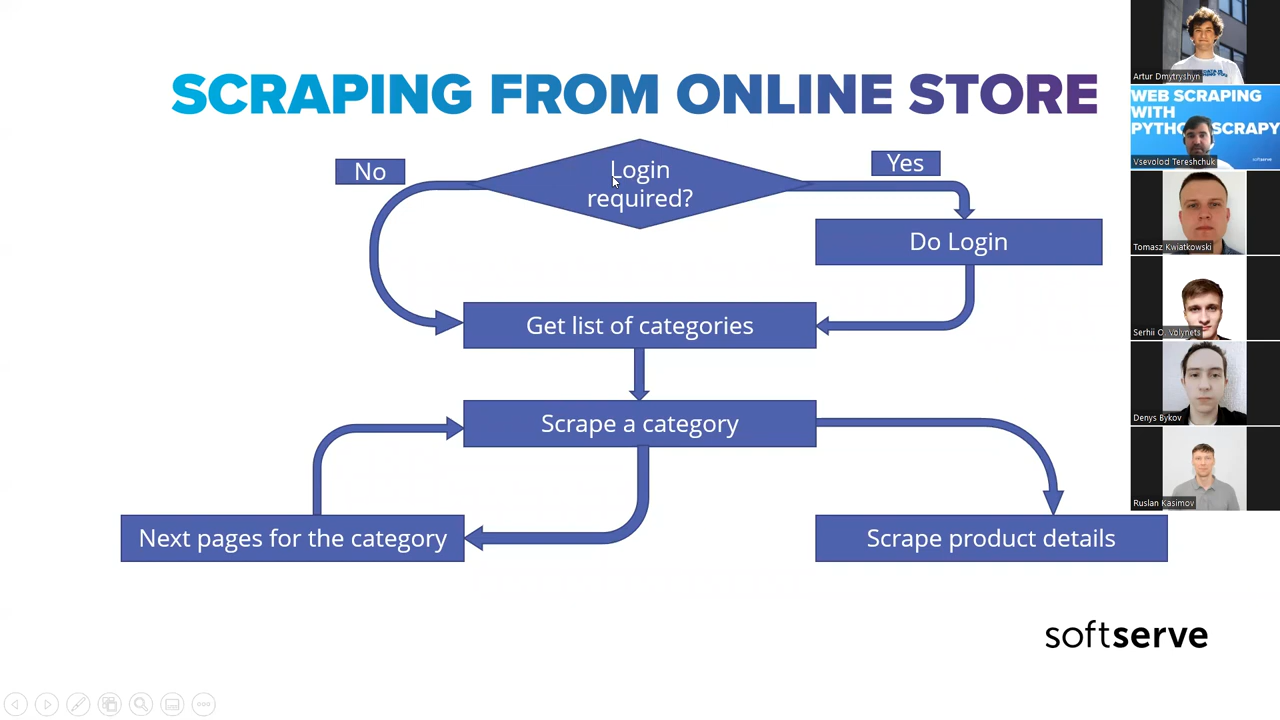 SCRAPING FROM ONLINE STORE
No
Login
required?
Yes
Do Login
Get list of categories
Scrape a category
Next pages for the category
Scrape product details
softserve
Artur Dmytryshyn
WEB SCRAPING
WITH
softserve
Vsevolod Tereshchuk
Tomasz Kwiatkowski
Serhii O. Volynets
Denys Bykov
Ruslan Kasimov